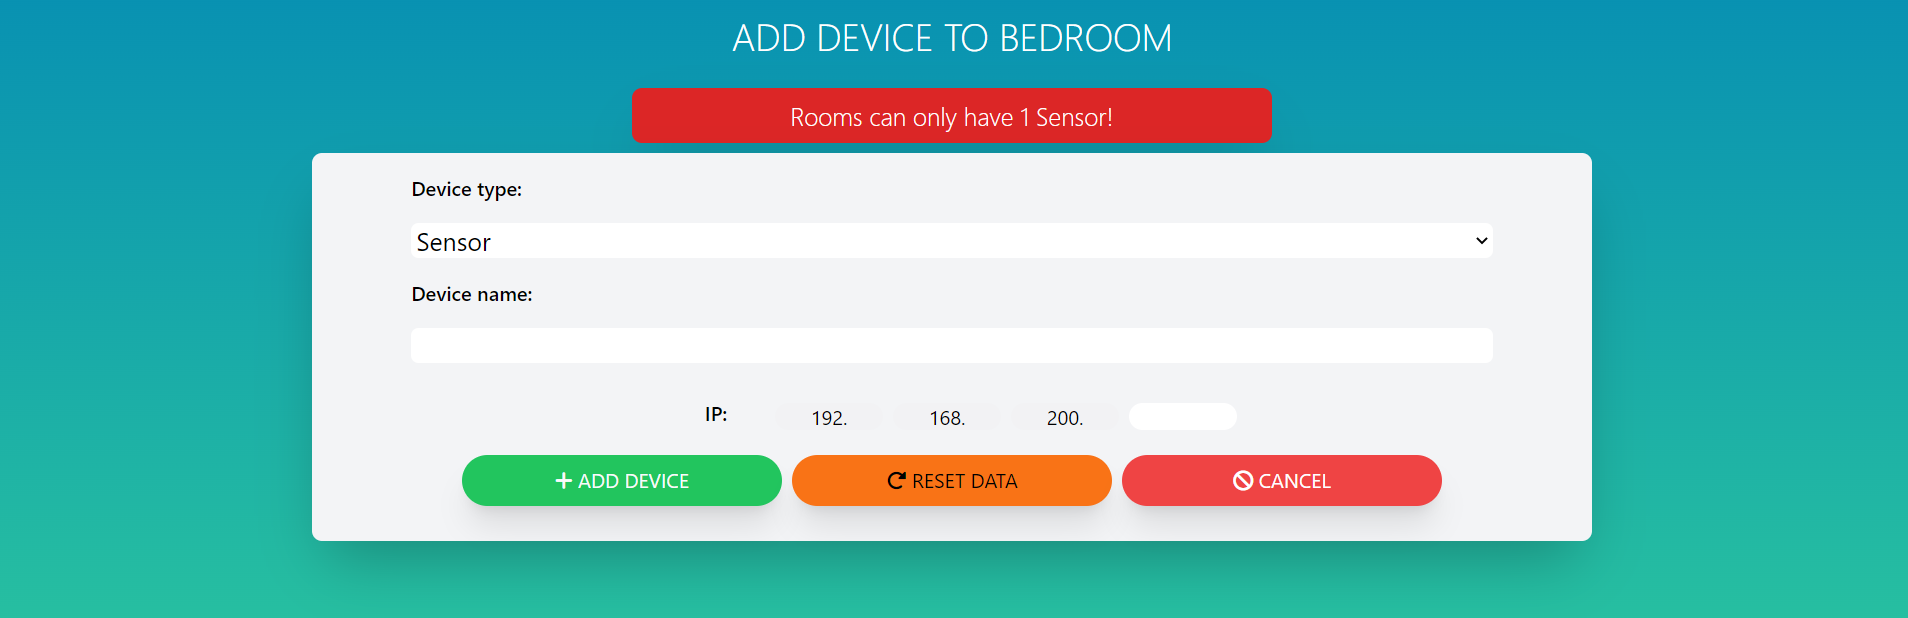 ADD DEVICE TO BEDROOM
Rooms can only have 1 Sensor!
Device type:
Sensor
Device name:
IP: 192. 168. 200.
ADD DEVICE RESET DATA CANCEL